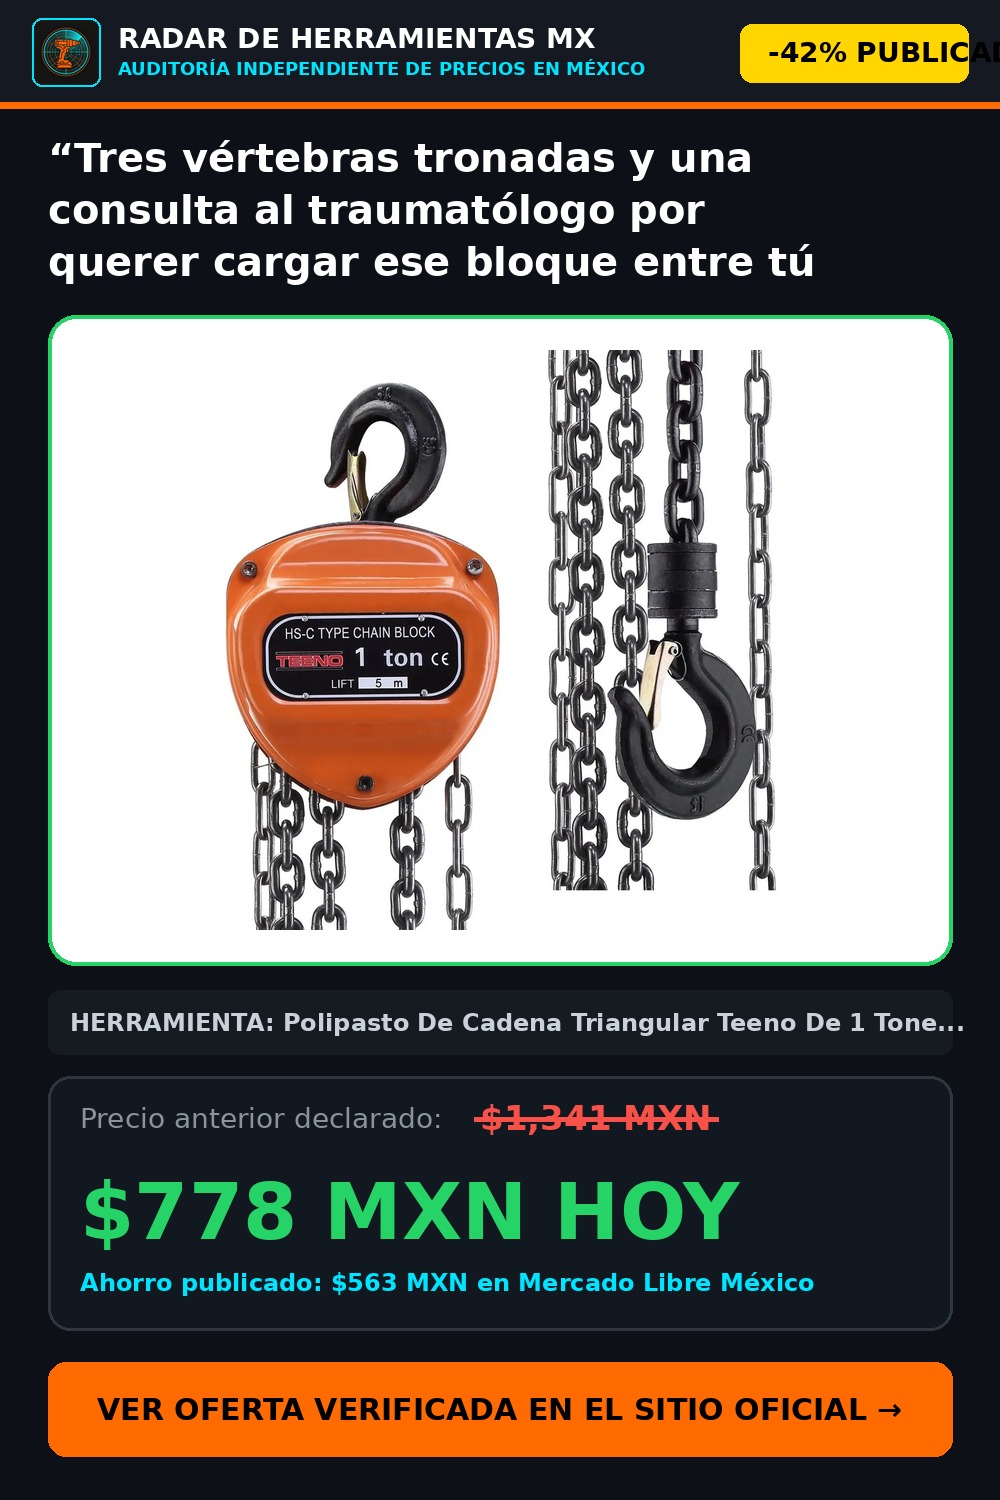 RADAR DE HERRAMIENTAS MX
AUDITORÍA INDEPENDIENTE DE PRECIOS EN MÉXICO
-42% PUBLICA
“Tres vértebras tronadas y una
consulta al traumatólogo por
querer cargar ese bloque entre tú
HS-C TYPE CHAIN BLOCK
TEENO 1 ton CE
LIFT 5 m
HERRAMIENTA: Polipasto De Cadena Triangular Teeno De 1 Tone...
Precio anterior declarado: $1,341 MXN
$778 MXN HOY
Ahorro publicado: $563 MXN en Mercado Libre México
VER OFERTA VERIFICADA EN EL SITIO OFICIAL →